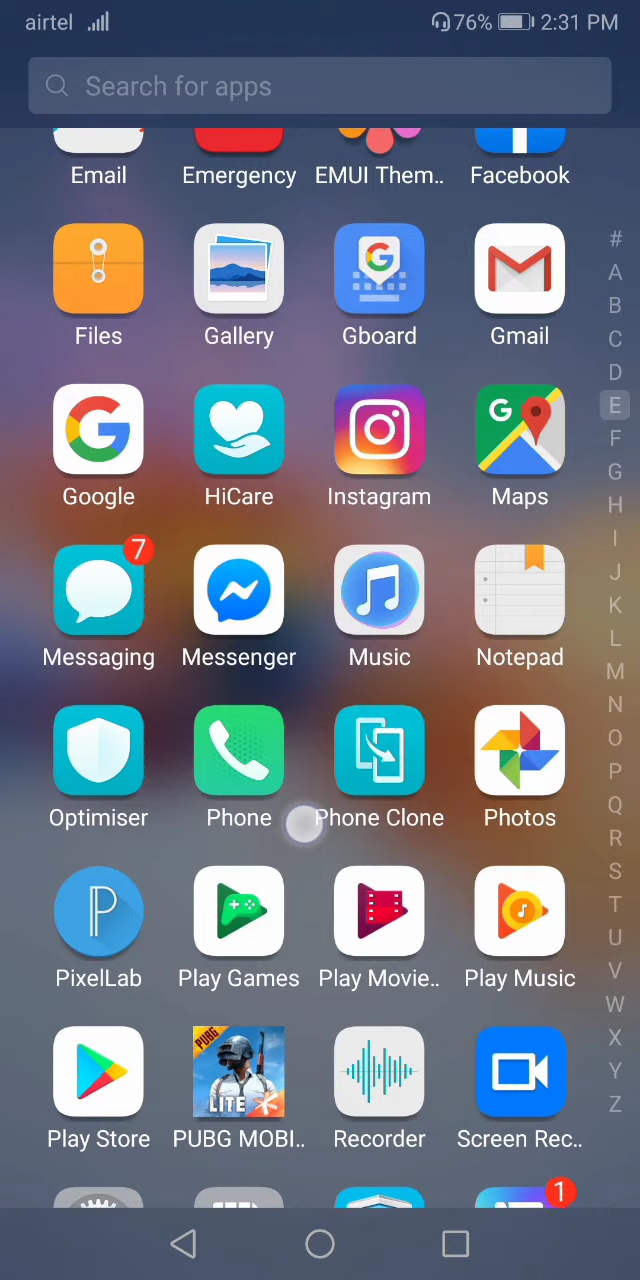 airtel 76% 2:31 PM
Search for apps
Email Emergency EMUI Them.. Facebook
#
A
B
C
D
E
F
G
H
I
J
K
L
M
N
O
P
Q
R
S
T
U
V
W
X
Y
Z
G
Files Gallery Gboard Gmail
G
Google HiCare Instagram Maps
7
Messaging Messenger Music Notepad
Optimiser Phone Phone Clone Photos
P
PixelLab Play Games Play Movie.. Play Music
PUBG
LITE
Play Store PUBG MOBI.. Recorder Screen Rec..
1